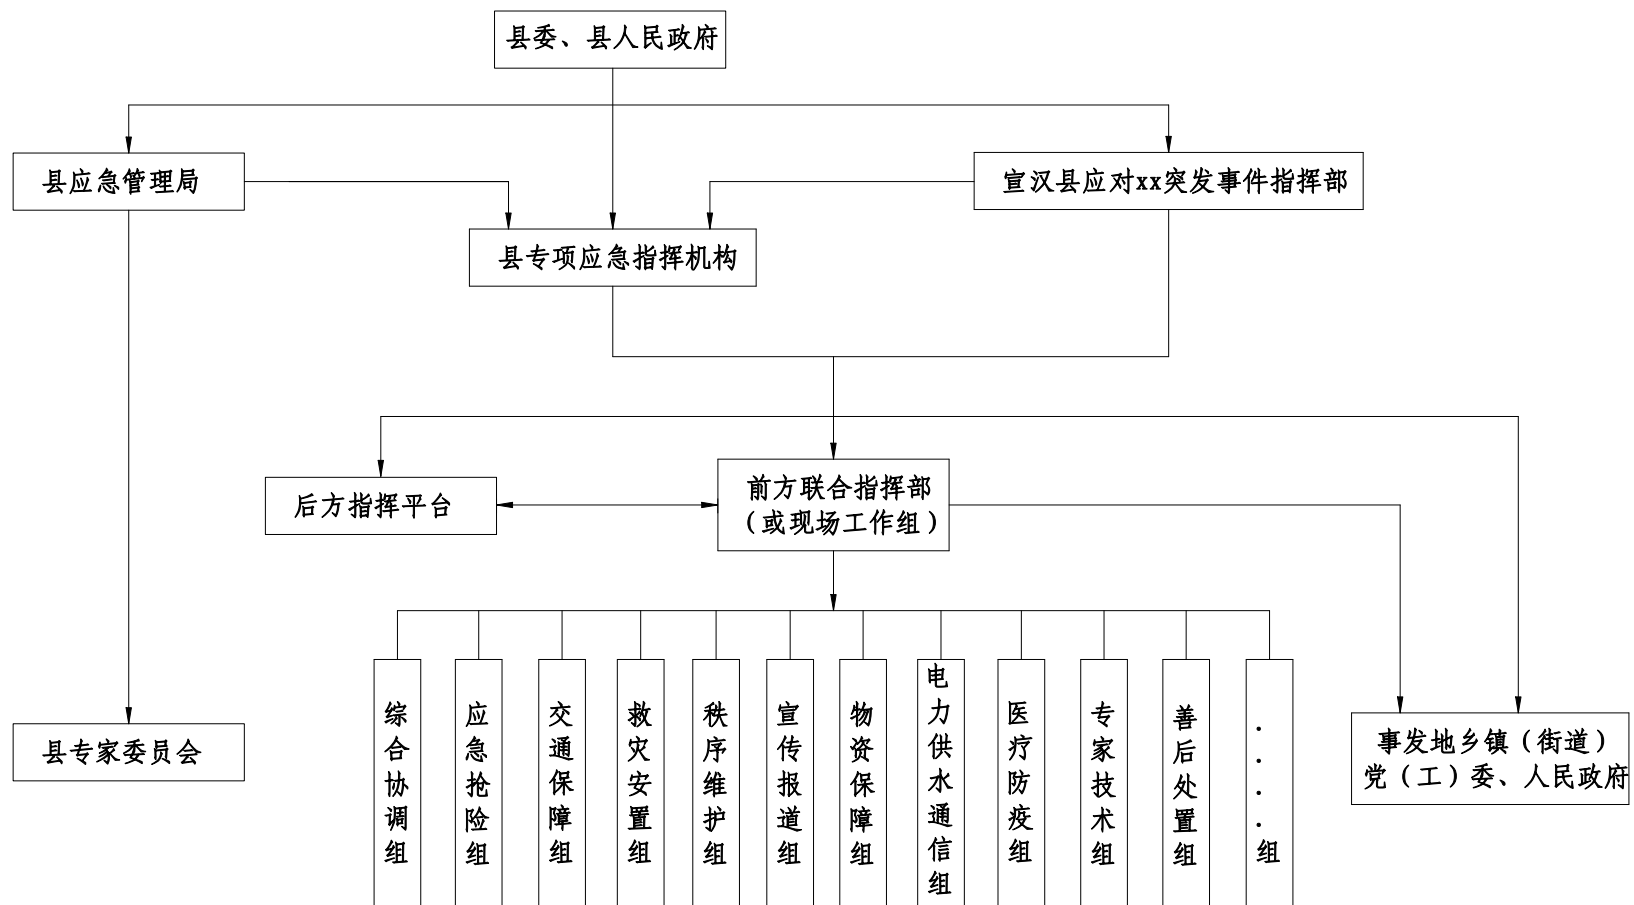 县委、县人民政府
县应急管理局
宣汉县应对xx突发事件指挥部
县专项应急指挥机构
后方指挥平台
前方联合指挥部
（或现场工作组）
综合协调组
应急抢险组
交通保障组
救灾安置组
秩序维护组
宣传报道组
物资保障组
电力供水通信组
医疗防疫组
专家技术组
善后处置组
....组
县专家委员会
事发地乡镇（街道）
党（工）委、人民政府